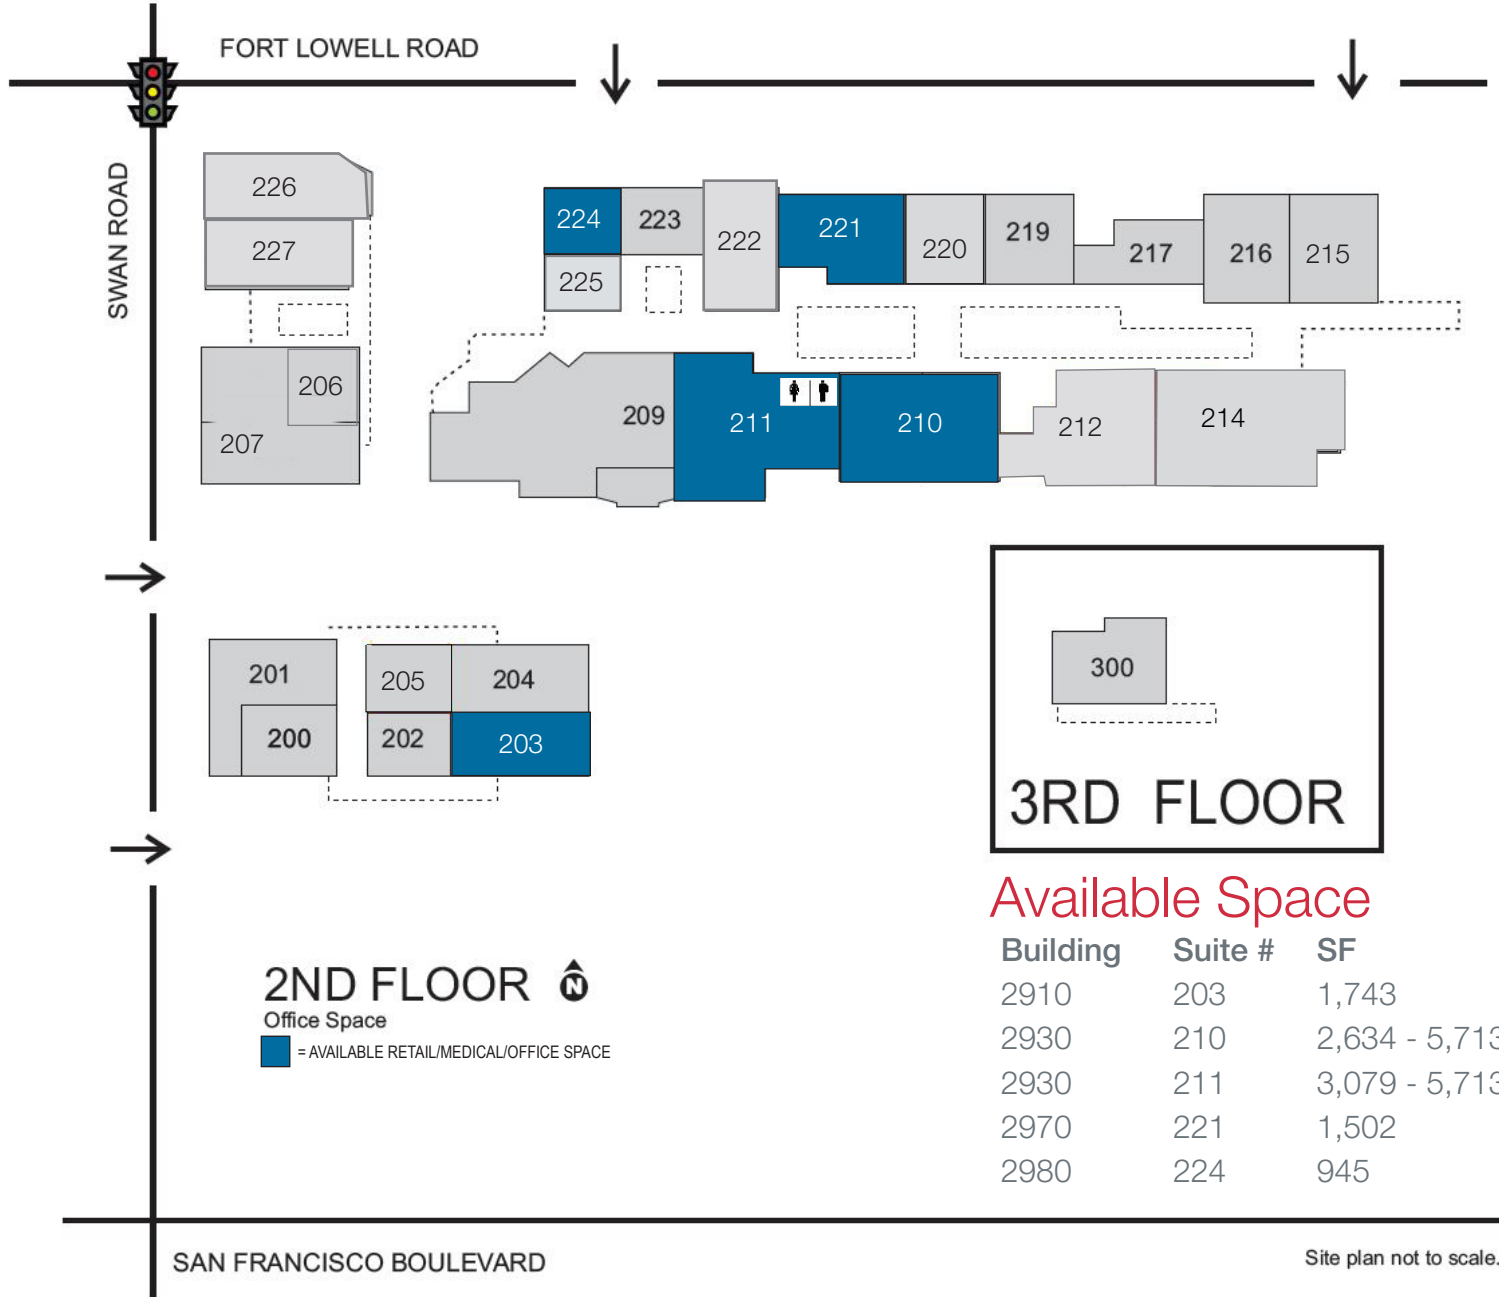 FORT LOWELL ROAD
SWAN ROAD
226
227
206
207
224
223
222
221
220
219
217
216
215
225
209
211
210
212
214
201
200
205
204
202
203
300
3RD FLOOR
Available Space
Building Suite # SF
2910 203 1,743
2930 210 2,634 - 5,713
2930 211 3,079 - 5,713
2970 221 1,502
2980 224 945
2ND FLOOR N
Office Space
= AVAILABLE RETAIL/MEDICAL/OFFICE SPACE
SAN FRANCISCO BOULEVARD
Site plan not to scale.